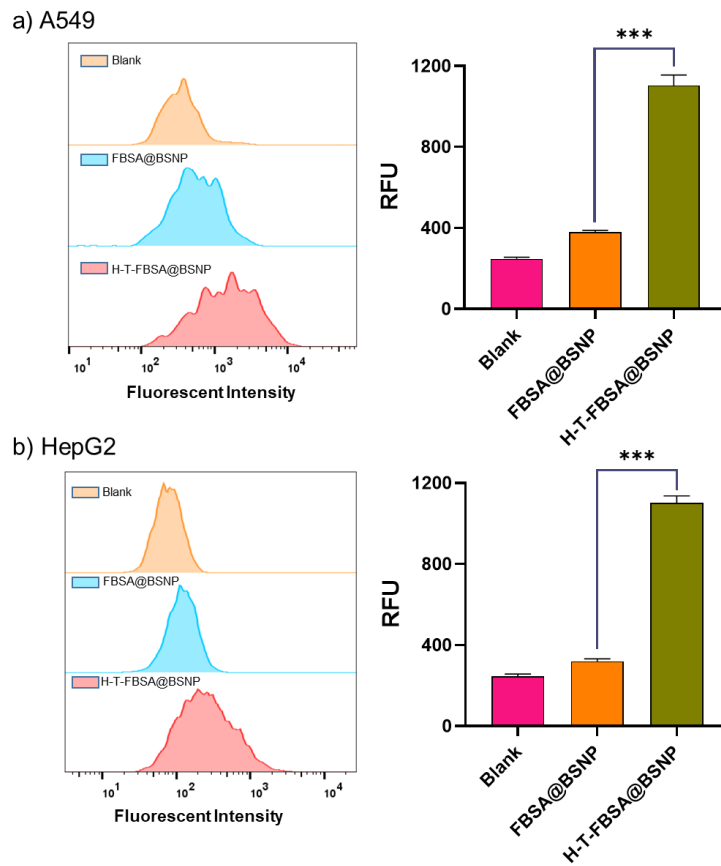 a) A549
Blank
FBSA@BSNP
H-T-FBSA@BSNP
10¹ 10² 10³ 10⁴
Fluorescent Intensity
***
1200
800
400
0
RFU
Blank
FBSA@BSNP
H-T-FBSA@BSNP
b) HepG2
Blank
FBSA@BSNP
H-T-FBSA@BSNP
10¹ 10² 10³ 10⁴
Fluorescent Intensity
***
1200
800
400
0
RFU
Blank
FBSA@BSNP
H-T-FBSA@BSNP